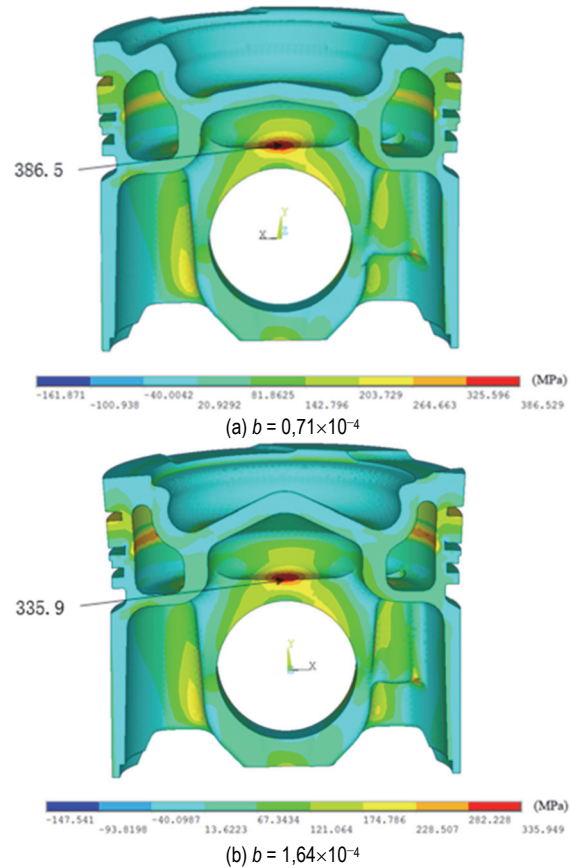 386.5
Y
X
Z
(MPa)
-161.871 -40.0042 81.8625 203.729 325.596
-100.938 20.9292 142.796 264.663 386.529
(a) b = 0,71×10⁻⁴
335.9
Y
Z X
(MPa)
-147.541 -40.0987 67.3434 174.786 282.228
-93.8198 13.6223 121.064 228.507 335.949
(b) b = 1,64×10⁻⁴